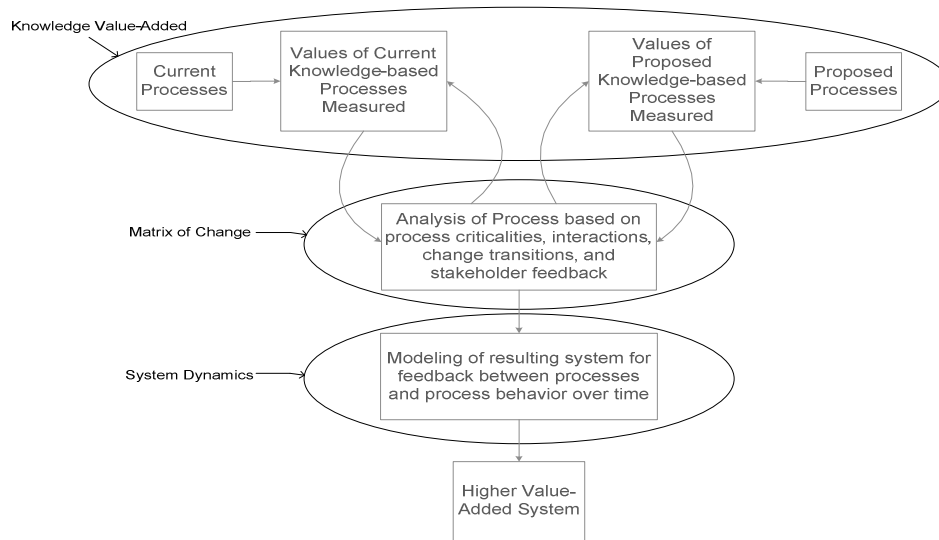 Knowledge Value-Added
Current
Processes
Values of Current
Knowledge-based
Processes
Measured
Values of
Proposed
Knowledge-based
Processes
Measured
Proposed
Processes
Matrix of Change
Analysis of Process based on
process criticalities, interactions,
change transitions, and
stakeholder feedback
System Dynamics
Modeling of resulting system for
feedback between processes
and process behavior over time
Higher Value-
Added System